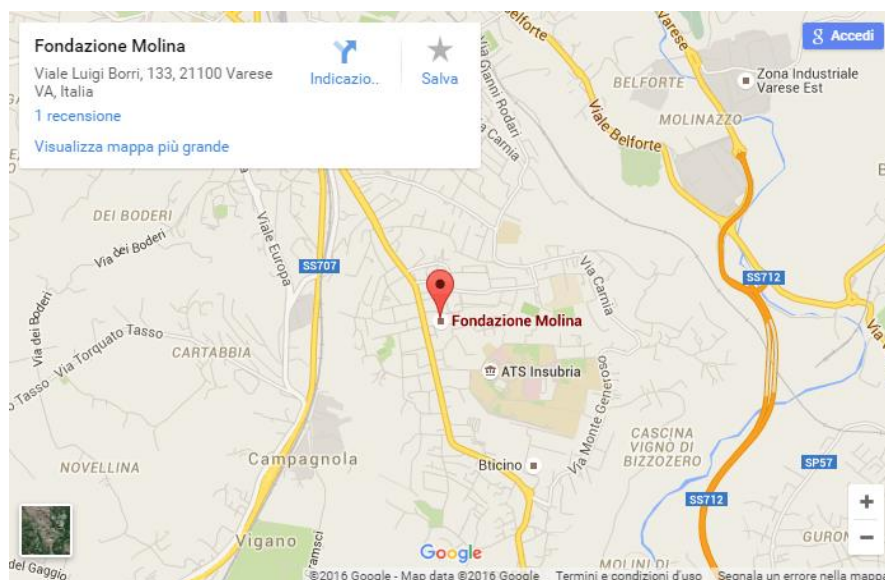 Fondazione Molina
Viale Luigi Borri, 133, 21100 Varese
VA, Italia
1 recensione
Visualizza mappa più grande
Indicazio..
Salva
Accedi
Via Gianni Rodari
Via Carnia
Viale Belforte
Varese
BELFORTE
MOLINAZZO
Zona Industriale
Varese Est
Viale Belforte
DEI BODERI
Via dei Boderi
Viale Europa
SS707
SS712
Via Carnia
Fondazione Molina
Via dei Boderi
Via Torquato Tasso
Tasso
CARTABBIA
ATS Insubria
Via Monte Generoso
CASCINA
VIGNÒ DI
BIZZOZERO
NOVELLINA
Campagnola
Bticino
SP57
SS712
Vigano
GURON
del Gaggio
Google
MOLINI DI
©2016 Google - Map data ©2016 Google
Termini e condizioni d'uso
Segnala un errore nella mappa